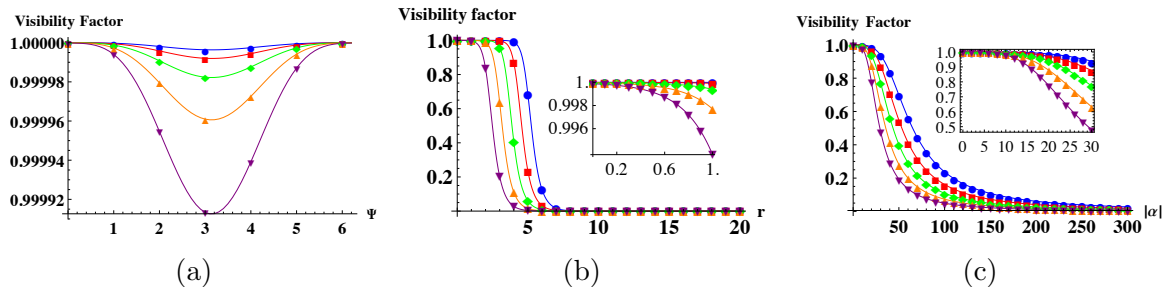 Visibility Factor
1.00000
0.99998
0.99996
0.99994
0.99992
1 2 3 4 5 6 Ψ
(a)
Visibility factor
1.0
0.8
0.6
0.4
0.2
5 10 15 20 r
1
0.998
0.996
0.2 0.6 1.
(b)
Visibility Factor
1.0
0.8
0.6
0.4
0.2
50 100 150 200 250 300 |α|
1.0
0.9
0.8
0.7
0.6
0.5
0 5 10 15 20 25 30
(c)